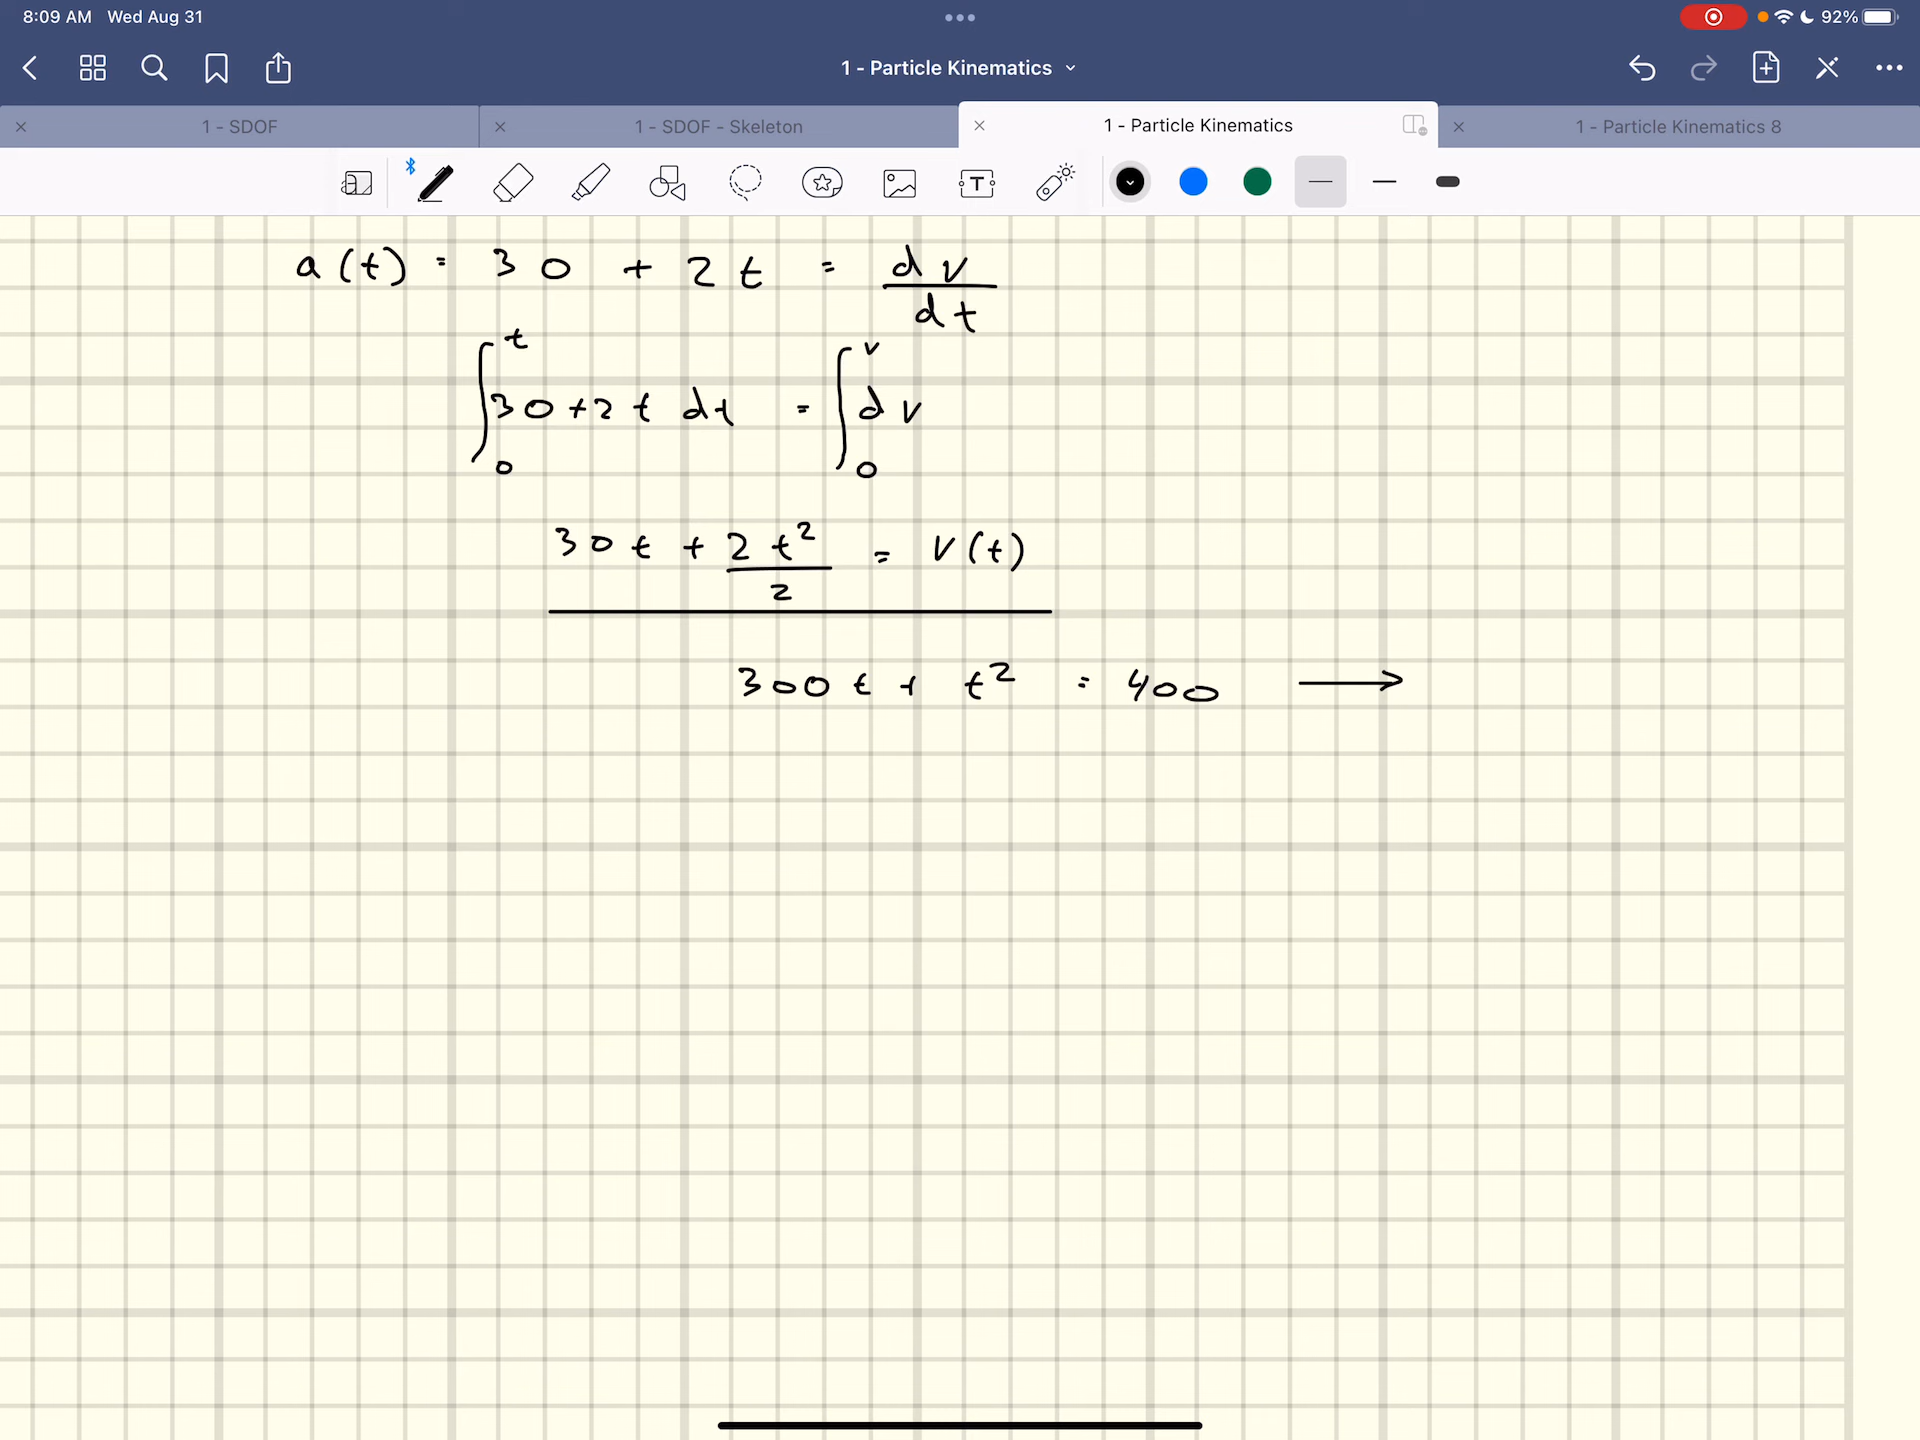 8:09 AM Wed Aug 31 92%
1 - Particle Kinematics
1 - SDOF 1 - SDOF - Skeleton 1 - Particle Kinematics 1 - Particle Kinematics 8
a(t) = 30 + 2t = dv/dt
∫₀ᵗ 30+2t dt = ∫₀ᵛ dv
30t + 2t²/2 = v(t)
300t + t² = 400 →